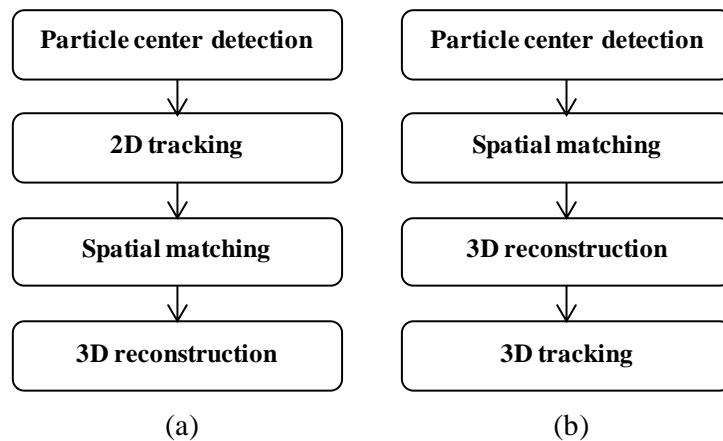 Particle center detection
2D tracking
Spatial matching
3D reconstruction
(a)
Particle center detection
Spatial matching
3D reconstruction
3D tracking
(b)